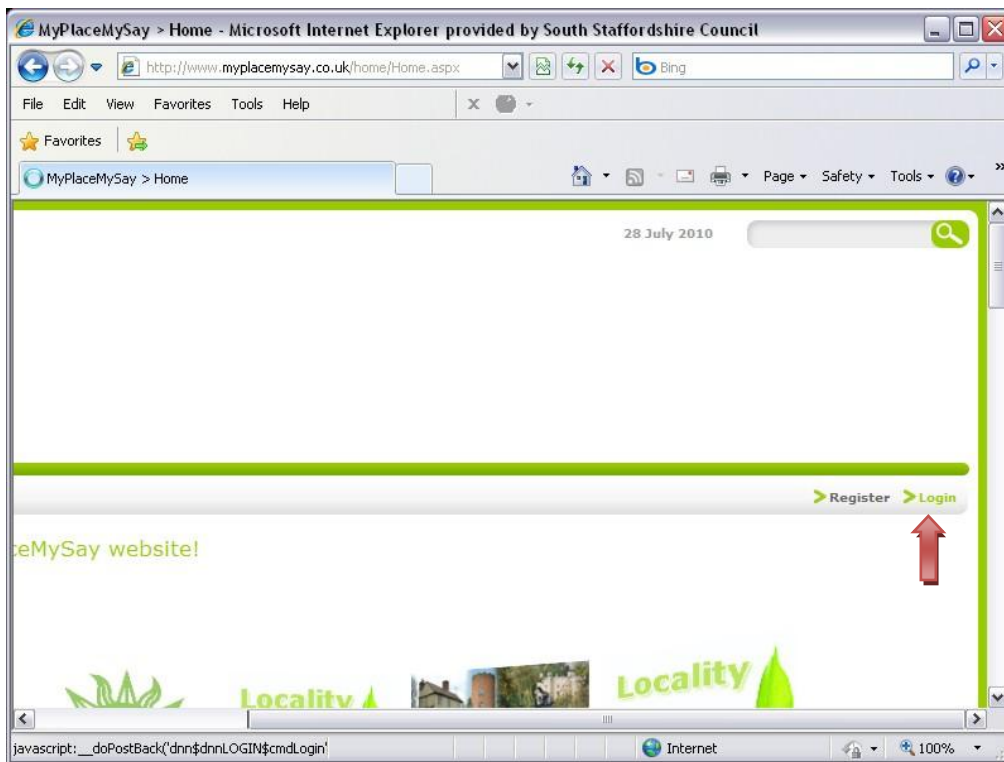 MyPlaceMySay > Home - Microsoft Internet Explorer provided by South Staffordshire Council
http://www.myplacemysay.co.uk/home/Home.aspx Bing
File Edit View Favorites Tools Help x
Favorites
MyPlaceMySay > Home Page Safety Tools
28 July 2010
Register Login
eMySay website!
Locality Locality
javascript:__doPostBack('dnn$dnnLOGIN$cmdLogin' Internet 100%